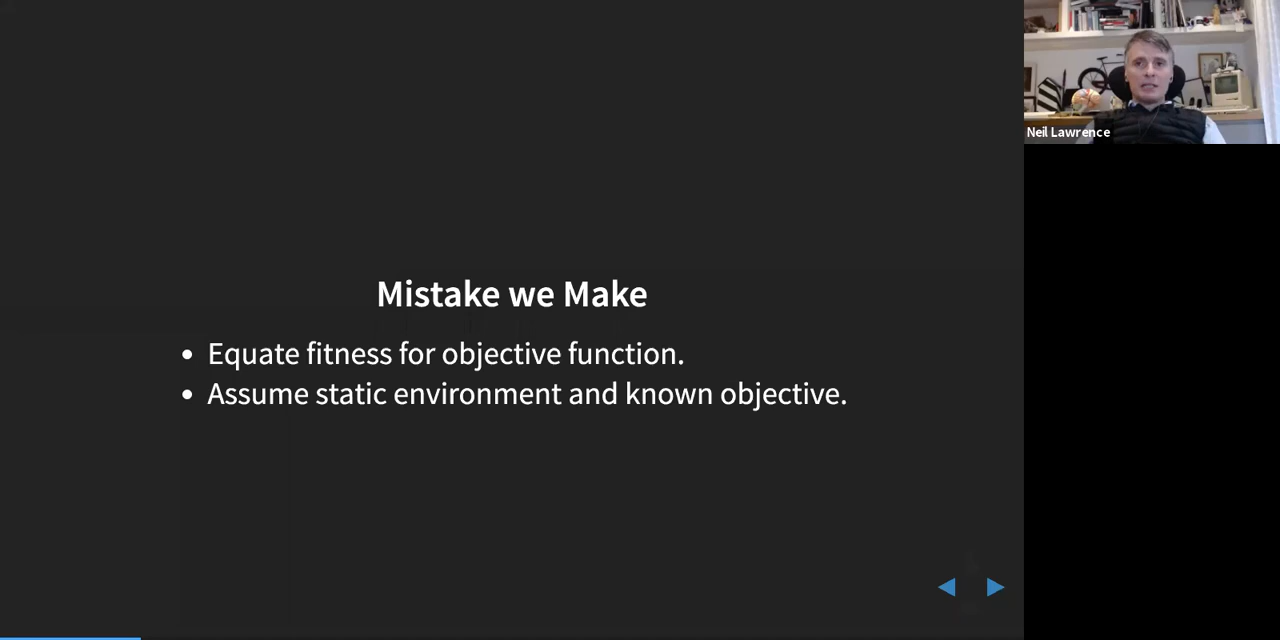 Mistake we Make
• Equate fitness for objective function.
• Assume static environment and known objective.
Neil Lawrence